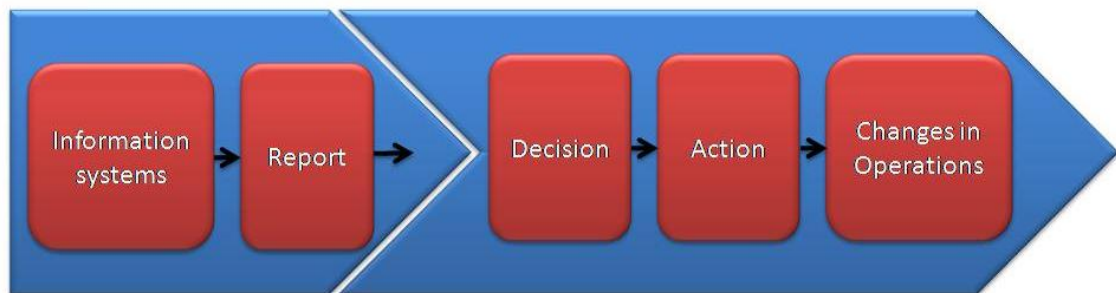 Information
systems
Report
Decision
Action
Changes in
Operations